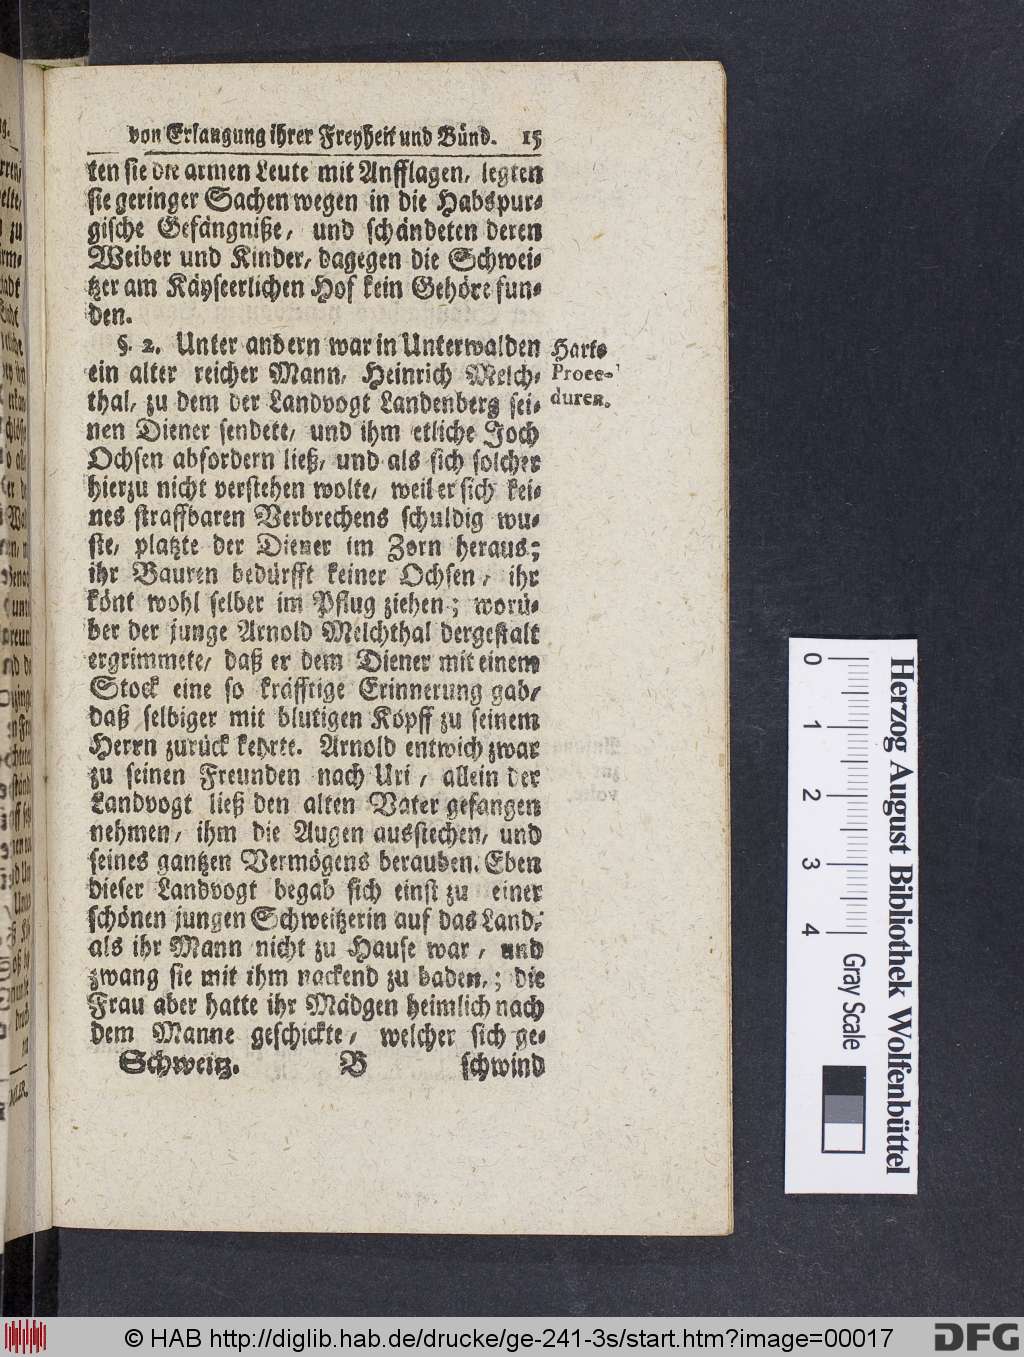 von Erlangung ihrer Freyheit und Bünd. 15
ten sie die armen Leute mit Aufflagen, legten
sie geringer Sachen wegen in die Habspur-
gische Gefängniße, und schändeten deren
Weiber und Kinder, dagegen die Schwei-
tzer am Käyseerlichen Hof kein Gehöre fun-
den.
§. 2. Unter andern war in Unterwalden
Harte
ein alter reicher Mann, Heinrich Melch-
Proce-
thal, zu dem der Landvogt Landenberg sei-
duren.
nen Diener sendete, und ihm etliche Joch
Ochsen abfordern ließ, und als sich solcher
hierzu nicht verstehen wolte, weil er sich kei-
nes straffbaren Verbrechens schuldig wu-
ste, platzte der Diener im Zorn heraus;
ihr Bauren bedürfft keiner Ochsen, ihr
könt wohl selber im Pflug ziehen; worü-
ber der junge Arnold Melchthal dergestalt
ergrimmete, daß er dem Diener mit einem
Stock eine so kräfftige Erinnerung gab,
daß selbiger mit blutigen Kopff zu seinem
Herrn zurück kehrte. Arnold entwich zwar
zu seinen Freunden nach Uri, allein der
Landvogt ließ den alten Vater gefangen
nehmen, ihm die Augen ausstechen, und
seines gantzen Vermögens berauben. Eben
dieser Landvogt begab sich einst zu einer
schönen jungen Schweitzerin auf das Land,
als ihr Mann nicht zu Hause war, und
zwang sie mit ihm nackend zu baden,; die
Frau aber hatte ihr Mädgen heimlich nach
dem Manne geschickte, welcher sich ge-
Schweitz. B schwind
0 1 2 3 4
Gray Scale
Herzog August Bibliothek Wolfenbüttel
© HAB http://diglib.hab.de/drucke/ge-241-3s/start.htm?image=00017
DFG